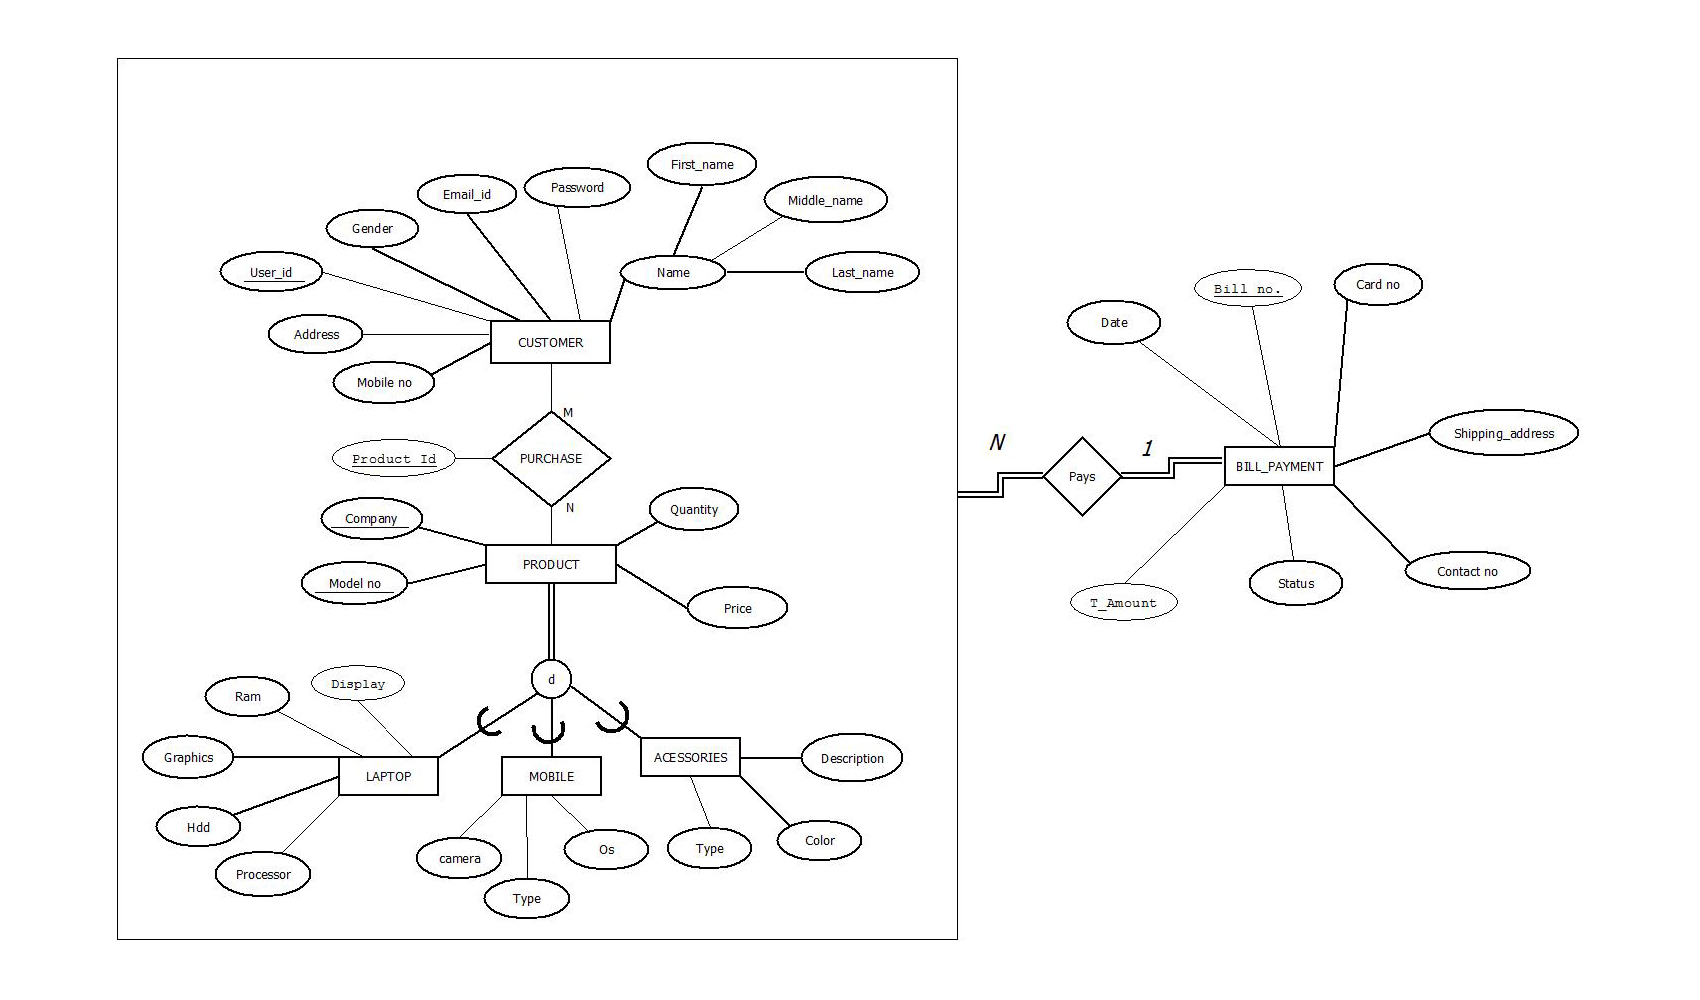 First_name
Password
Email_id
Middle_name
Gender
User_id
Name
Last_name
Address
CUSTOMER
Mobile no
M
Product Id
PURCHASE
N
Company
Quantity
PRODUCT
Model no
Price
d
Display
Ram
Graphics
LAPTOP
MOBILE
ACESSORIES
Description
Hdd
Processor
camera
Type
Os
Type
Color
N
Pays
1
Bill no.
Card no
Date
Shipping_address
BILL_PAYMENT
Contact no
Status
T_Amount